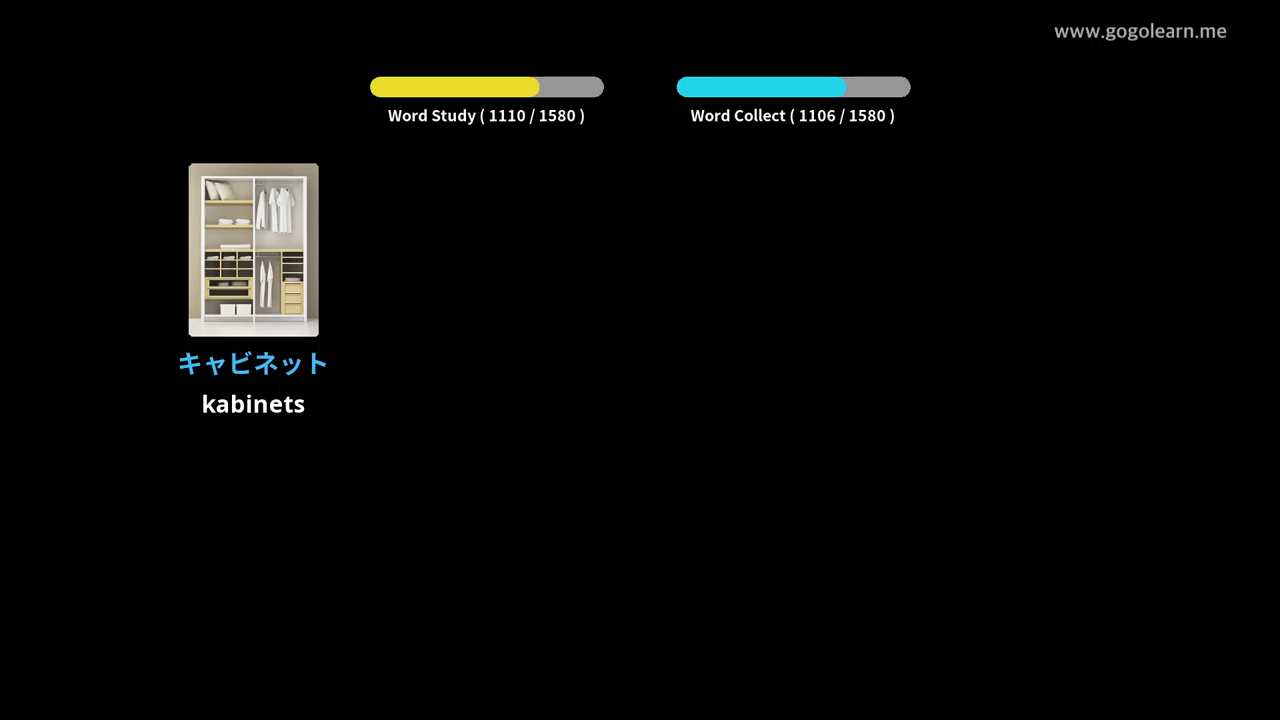 www.gogolearn.me
Word Study ( 1110 / 1580 )
Word Collect ( 1106 / 1580 )
キャビネット
kabinets